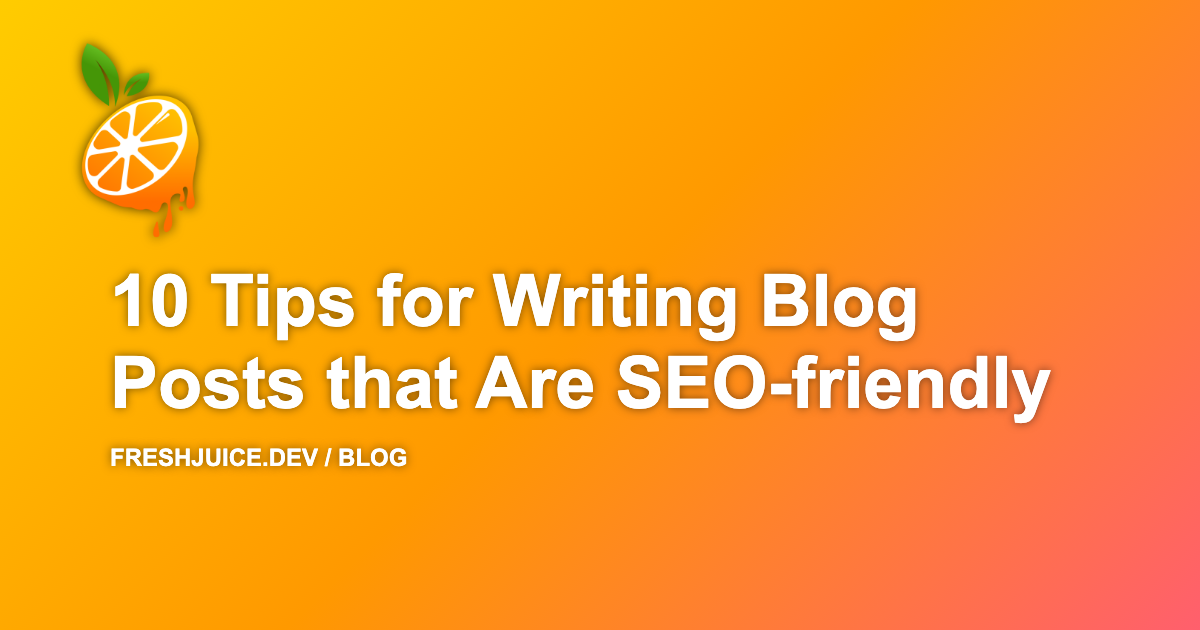 10 Tips for Writing Blog
Posts that Are SEO-friendly
FRESHJUICE.DEV / BLOG